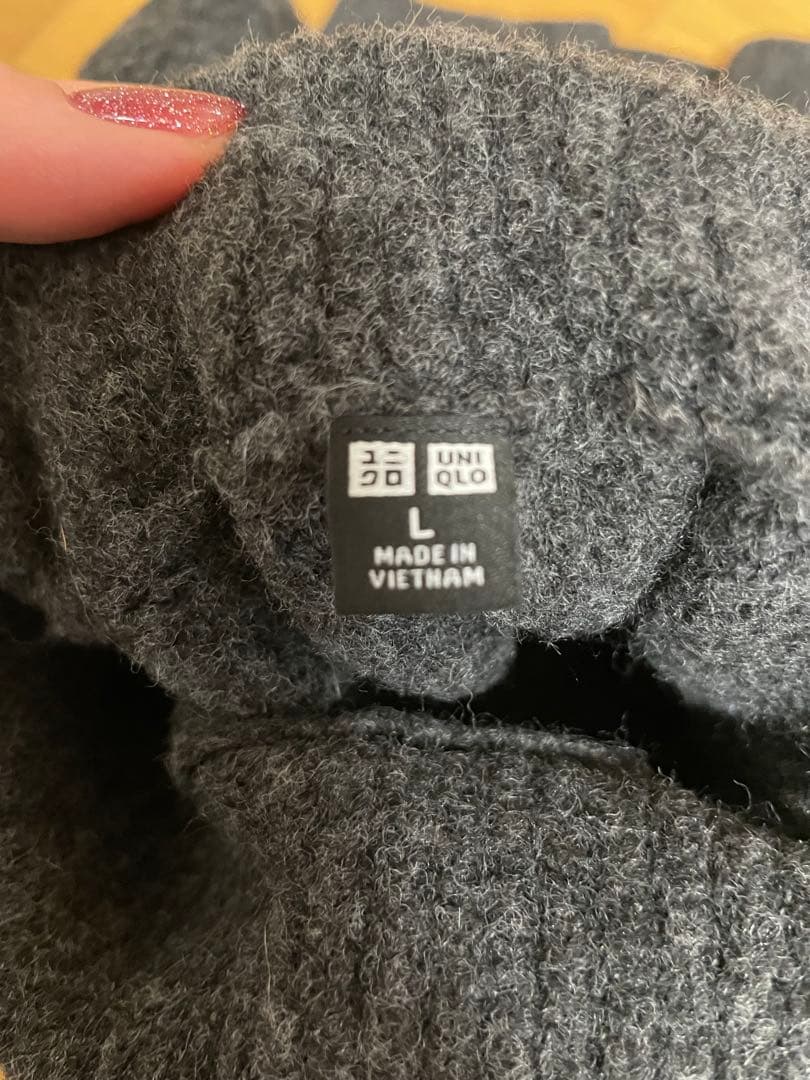 ユニ UNI
クロ QLO
L
MADE IN
VIETNAM